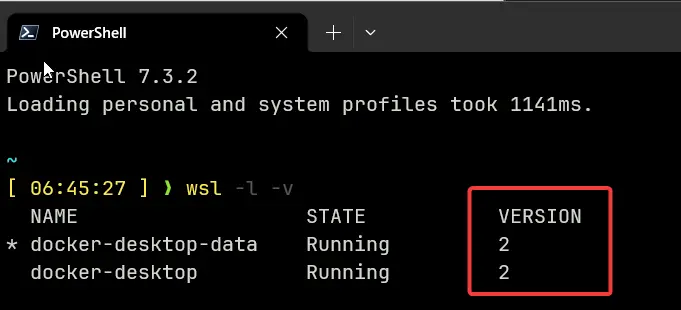 PowerShell
PowerShell 7.3.2
Loading personal and system profiles took 1141ms.
~
[ 06:45:27 ] ❯ wsl -l -v
NAME STATE VERSION
* docker-desktop-data Running 2
docker-desktop Running 2